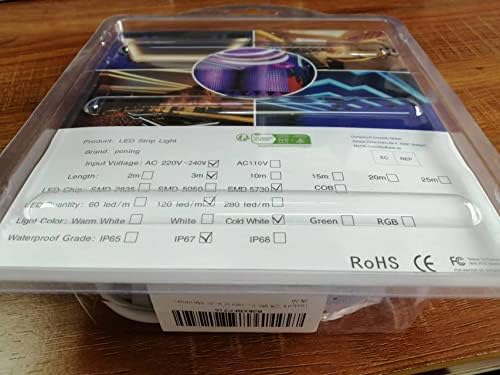 Product: LED Strip Light
Brand: poning
Input Voltage: AC 220V~240V☑ AC110V☐
Length: 2m☐ 3m☑ 10m☐ 15m☐ 20m☐ 25m☐
LED Chip: SMD 2835☐ SMD 5050☐ SMD 5730☑ COB☐
LED Quantity: 60 led/m☐ 120 led/m☑ 280 led/m☐
Light Color: Warm White☐ White☐ Cold White☑ Green☐ RGB☐
Waterproof Grade: IP65☐ IP67☑ IP68☐
EC REP
RoHS CE FC